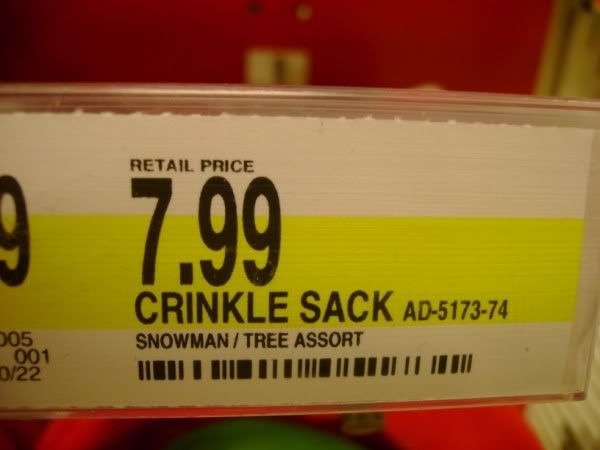 RETAIL PRICE
9
7.99
CRINKLE SACK AD-5173-74
005
SNOWMAN / TREE ASSORT
001
0/22